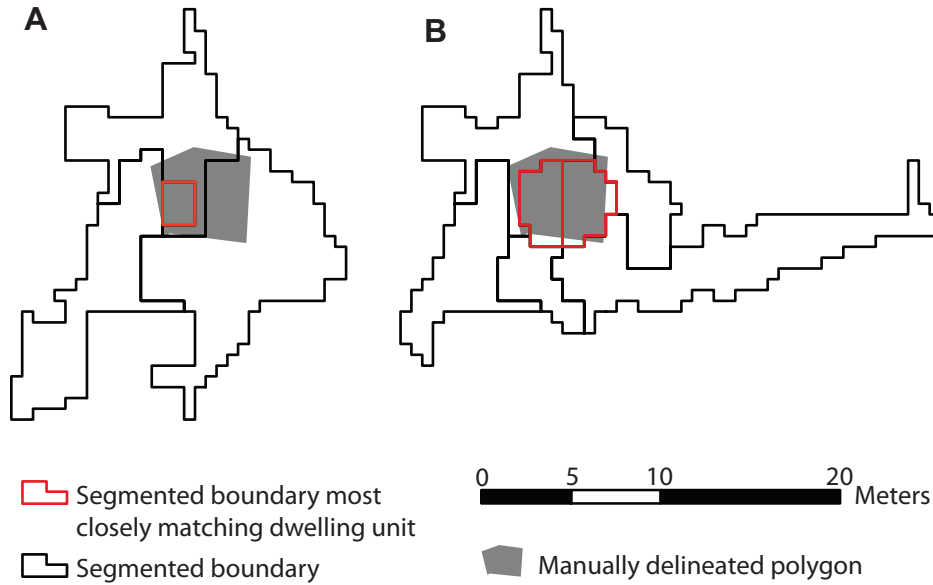 A
B
Segmented boundary most
closely matching dwelling unit
Segmented boundary
0 5 10 20
Meters
Manually delineated polygon